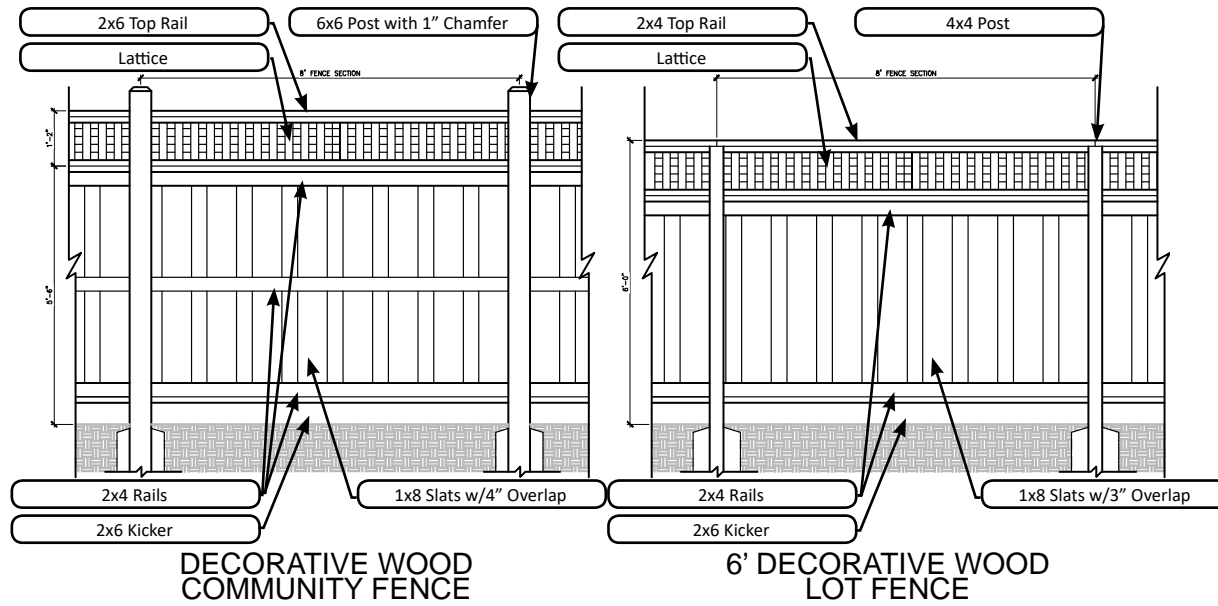 2x6 Top Rail
6x6 Post with 1” Chamfer
Lattice
8' FENCE SECTION
1'-2"
5'-6"
2x4 Rails
1x8 Slats w/4” Overlap
2x6 Kicker
DECORATIVE WOOD
COMMUNITY FENCE
2x4 Top Rail
4x4 Post
Lattice
8' FENCE SECTION
6'-0"
2x4 Rails
1x8 Slats w/3” Overlap
2x6 Kicker
6’ DECORATIVE WOOD
LOT FENCE